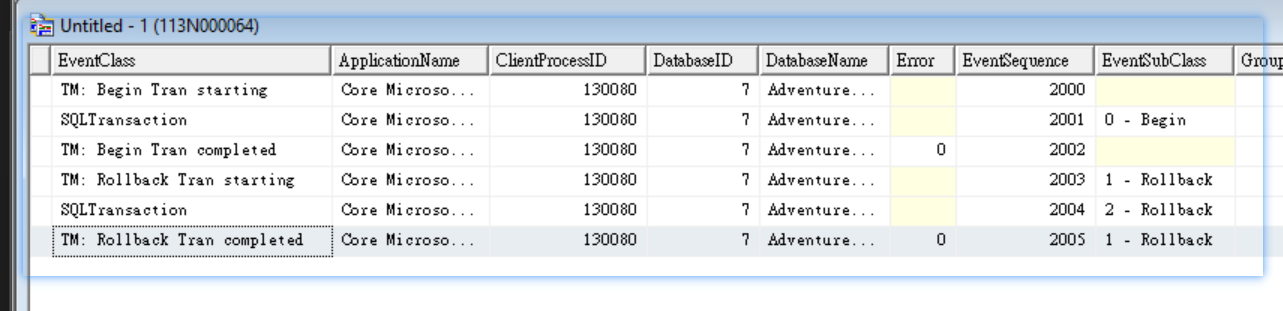 Untitled - 1 (113N000064)
EventClass ApplicationName ClientProcessID DatabaseID DatabaseName Error EventSequence EventSubClass Group
TM: Begin Tran starting Core Microso... 130080 7 Adventure... 2000
SQLTransaction Core Microso... 130080 7 Adventure... 2001 0 - Begin
TM: Begin Tran completed Core Microso... 130080 7 Adventure... 0 2002
TM: Rollback Tran starting Core Microso... 130080 7 Adventure... 2003 1 - Rollback
SQLTransaction Core Microso... 130080 7 Adventure... 2004 2 - Rollback
TM: Rollback Tran completed Core Microso... 130080 7 Adventure... 0 2005 1 - Rollback